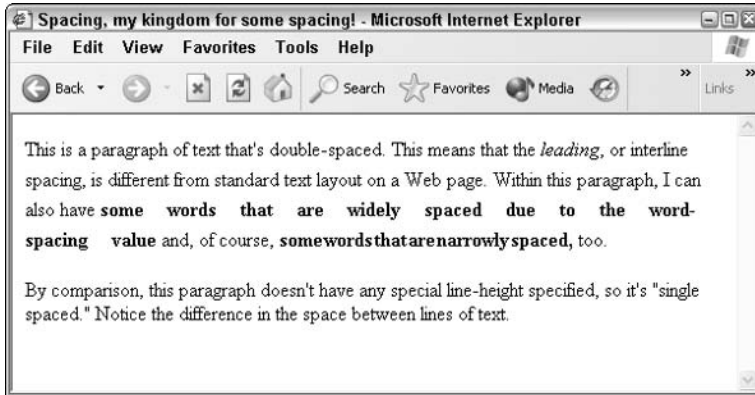 Spacing, my kingdom for some spacing! - Microsoft Internet Explorer
File Edit View Favorites Tools Help
Back Search Favorites Media » Links »
This is a paragraph of text that's double-spaced. This means that the leading, or interline
spacing, is different from standard text layout on a Web page. Within this paragraph, I can
also have some words that are widely spaced due to the word-
spacing value and, of course, somewordsthatarenarrowlyspaced, too.
By comparison, this paragraph doesn't have any special line-height specified, so it's "single
spaced." Notice the difference in the space between lines of text.